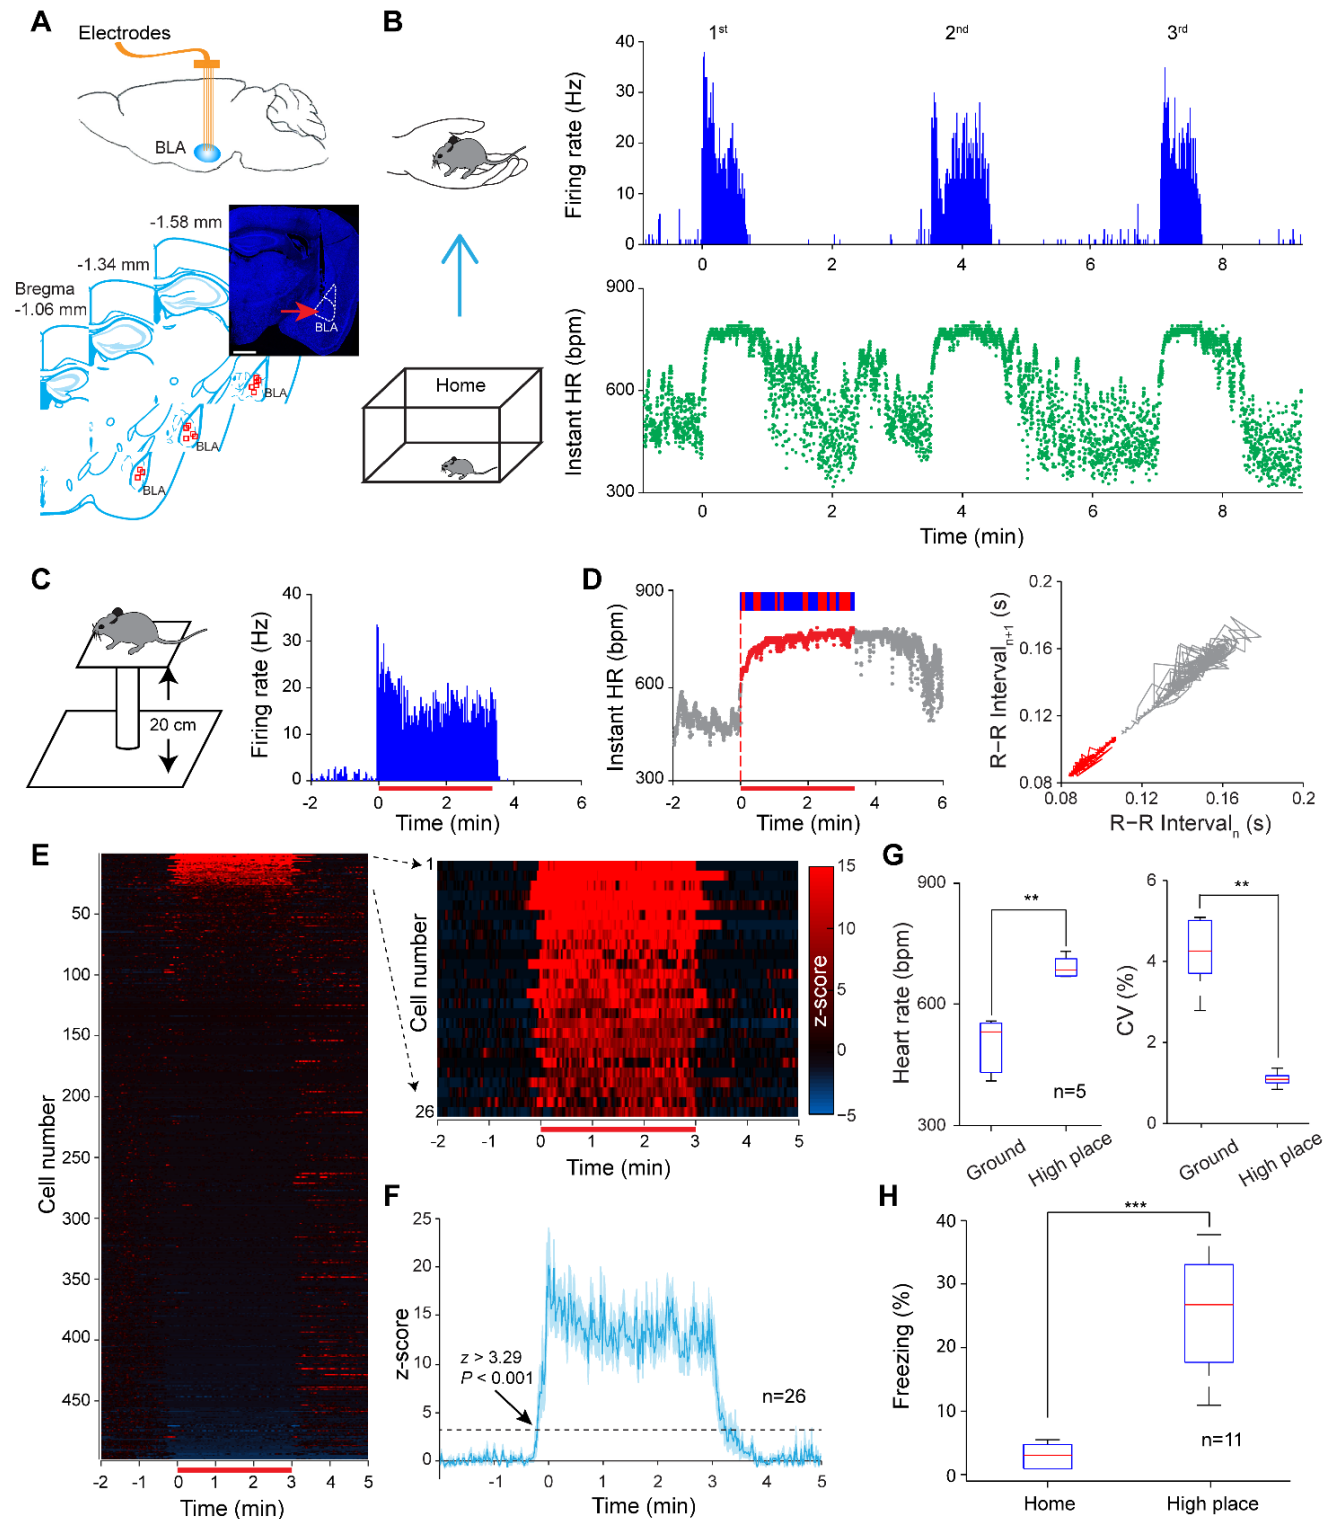 A
Electrodes
BLA
-1.58 mm
-1.34 mm
Bregma
-1.06 mm
BLA
BLA
BLA
BLA
B
Home
1st
2nd
3rd
Firing rate (Hz)
40
30
20
10
0
0
2
4
6
8
Instant HR (bpm)
900
600
300
0
2
4
6
8
Time (min)
C
20 cm
Firing rate (Hz)
40
30
20
10
0
-2
0
2
4
6
Time (min)
D
Instant HR (bpm)
900
600
300
-2
0
2
4
6
Time (min)
R−R Intervaln+1 (s)
0.2
0.16
0.12
0.08
0.08
0.12
0.16
0.2
R−R Intervaln (s)
E
Cell number
50
100
150
200
250
300
350
400
450
-2
-1
0
1
2
3
4
5
Time (min)
Cell number
1
26
-2
-1
0
1
2
3
4
5
Time (min)
z-score
15
10
5
0
−5
F
z-score
25
20
15
10
5
0
z > 3.29
P < 0.001
n=26
-1
0
1
2
3
4
5
Time (min)
G
Heart rate (bpm)
900
600
300
**
n=5
Ground
High place
CV (%)
6
4
2
0
**
Ground
High place
H
Freezing (%)
40
30
20
10
0
***
n=11
Home
High place